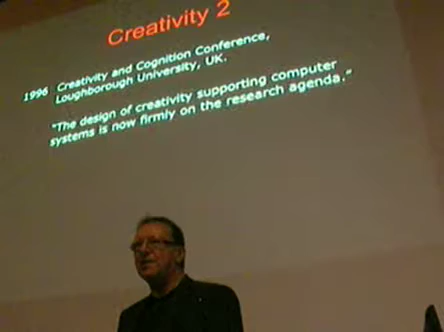 Creativity 2
1996 Creativity and Cognition Conference,
Loughborough University, UK.
"The design of creativity supporting computer
systems is now firmly on the research agenda."